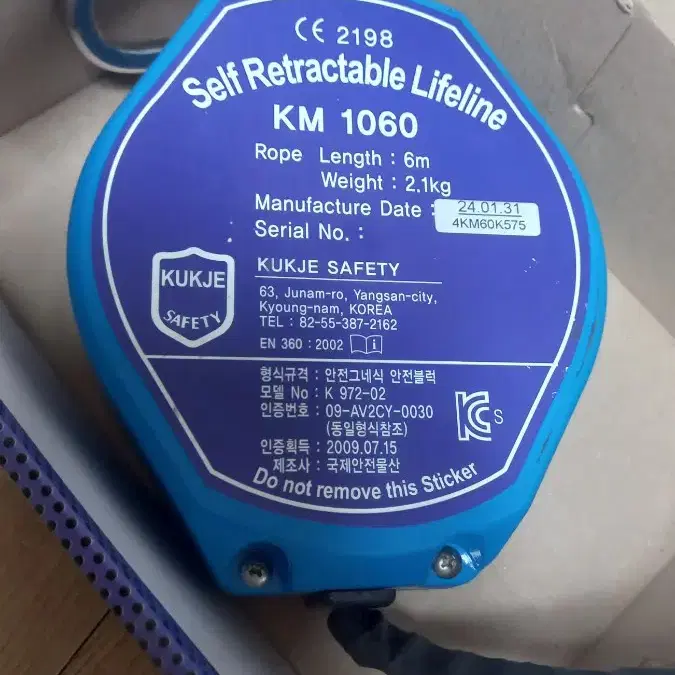 CE 2198
Self Retractable Lifeline
KM 1060
Rope Length : 6m
Weight : 2.1kg
Manufacture Date : 24.01.31
Serial No. : 4KM60K575
KUKJE SAFETY
KUKJE SAFETY
63, Junam-ro, Yangsan-city,
Kyoung-nam, KOREA
TEL : 82-55-387-2162
EN 360 : 2002 i
형식규격 : 안전그네식 안전블럭
모델 No : K 972-02
인증번호 : 09-AV2CY-0030
(동일형식참조)
인증획득 : 2009.07.15
제조사 : 국제안전물산
KCs
Do not remove this Sticker